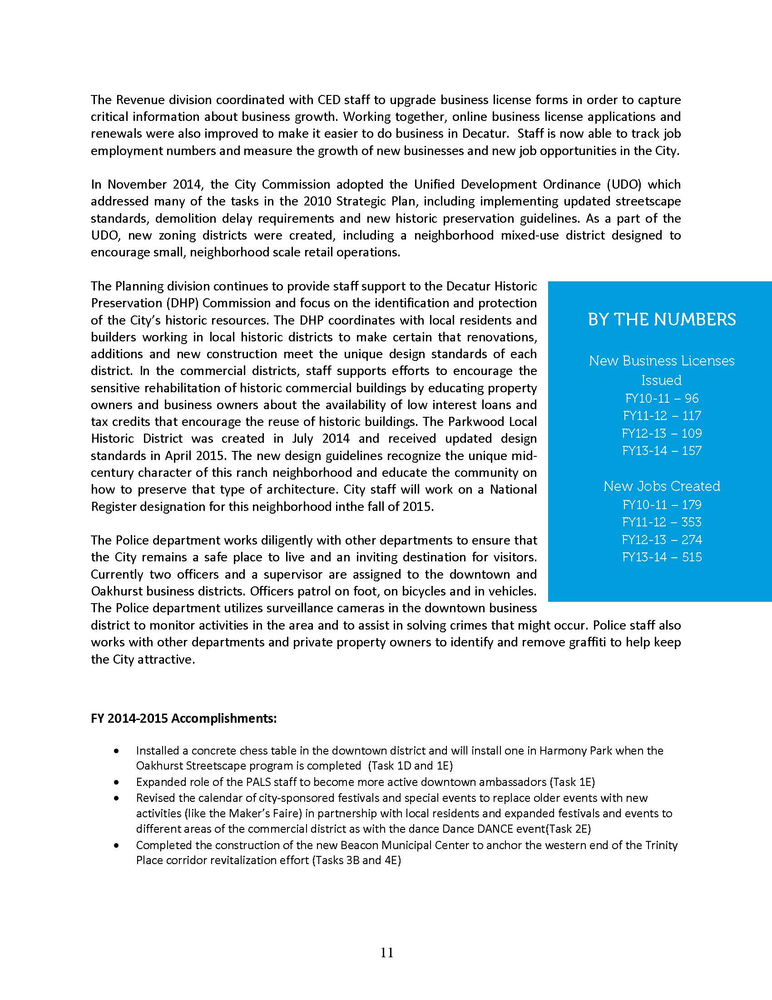 The Revenue division coordinated with CED staff to upgrade business license forms in order to capture
critical information about business growth. Working together, online business license applications and
renewals were also improved to make it easier to do business in Decatur.  Staff is now able to track job
employment numbers and measure the growth of new businesses and new job opportunities in the City.
In November 2014, the City Commission adopted the Unified Development Ordinance (UDO) which
addressed many of the tasks in the 2010 Strategic Plan, including implementing updated streetscape
standards, demolition delay requirements and new historic preservation guidelines. As a part of the
UDO, new zoning districts were created, including a neighborhood mixed-use district designed to
encourage small, neighborhood scale retail operations.
The Planning division continues to provide staff support to the Decatur Historic
Preservation (DHP) Commission and focus on the identification and protection
of the City’s historic resources. The DHP coordinates with local residents and
builders working in local historic districts to make certain that renovations,
additions and new construction meet the unique design standards of each
district. In the commercial districts, staff supports efforts to encourage the
sensitive rehabilitation of historic commercial buildings by educating property
owners and business owners about the availability of low interest loans and
tax credits that encourage the reuse of historic buildings. The Parkwood Local
Historic District was created in July 2014 and received updated design
standards in April 2015. The new design guidelines recognize the unique mid-
century character of this ranch neighborhood and educate the community on
how to preserve that type of architecture. City staff will work on a National
Register designation for this neighborhood inthe fall of 2015.
The Police department works diligently with other departments to ensure that
the City remains a safe place to live and an inviting destination for visitors.
Currently two officers and a supervisor are assigned to the downtown and
Oakhurst business districts. Officers patrol on foot, on bicycles and in vehicles.
The Police department utilizes surveillance cameras in the downtown business
district to monitor activities in the area and to assist in solving crimes that might occur. Police staff also
works with other departments and private property owners to identify and remove graffiti to help keep
the City attractive.
BY THE NUMBERS
New Business Licenses
Issued
FY10-11 – 96
FY11-12 – 117
FY12-13 – 109
FY13-14 – 157
New Jobs Created
FY10-11 – 179
FY11-12 – 353
FY12-13 – 274
FY13-14 – 515
FY 2014-2015 Accomplishments:
• Installed a concrete chess table in the downtown district and will install one in Harmony Park when the
Oakhurst Streetscape program is completed  (Task 1D and 1E)
• Expanded role of the PALS staff to become more active downtown ambassadors (Task 1E)
• Revised the calendar of city-sponsored festivals and special events to replace older events with new
activities (like the Maker’s Faire) in partnership with local residents and expanded festivals and events to
different areas of the commercial district as with the dance Dance DANCE event(Task 2E)
• Completed the construction of the new Beacon Municipal Center to anchor the western end of the Trinity
Place corridor revitalization effort (Tasks 3B and 4E)
11